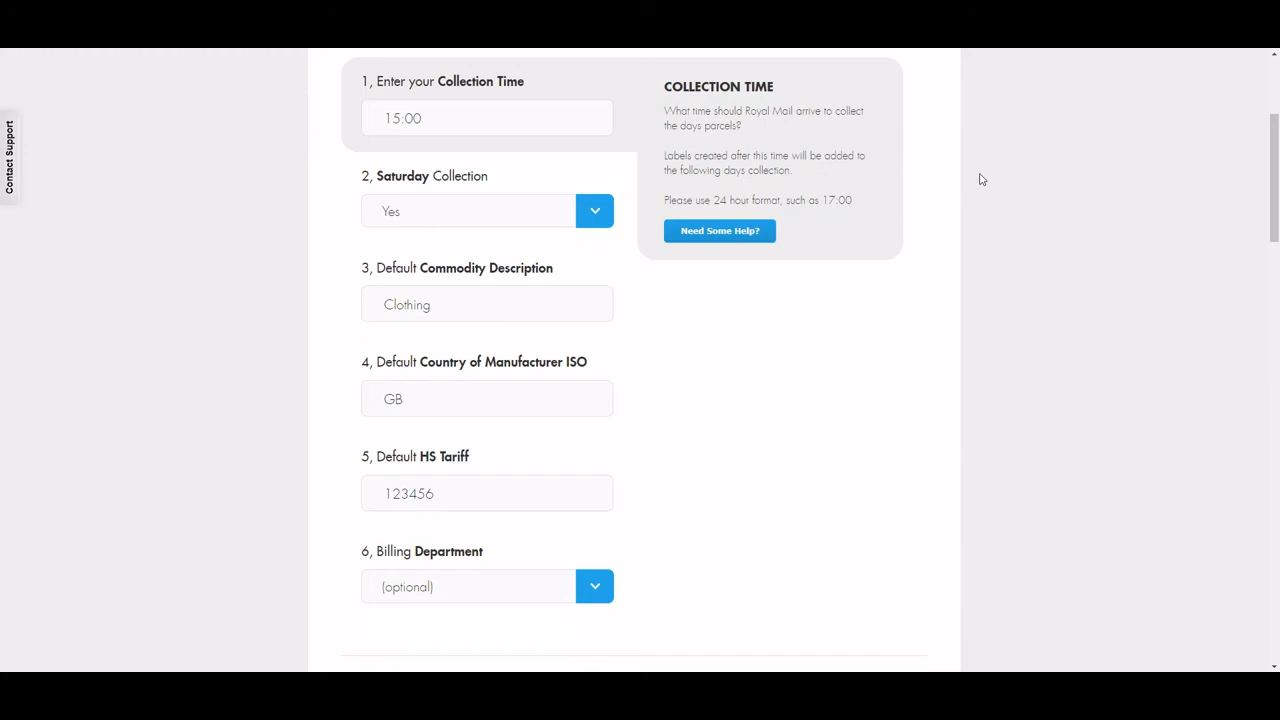 Contact Support
1, Enter your Collection Time
15:00
2, Saturday Collection
Yes
3, Default Commodity Description
Clothing
4, Default Country of Manufacturer ISO
GB
5, Default HS Tariff
123456
6, Billing Department
(optional)
COLLECTION TIME
What time should Royal Mail arrive to collect
the days parcels?
Labels created after this time will be added to
the following days collection.
Please use 24 hour format, such as 17:00
Need Some Help?